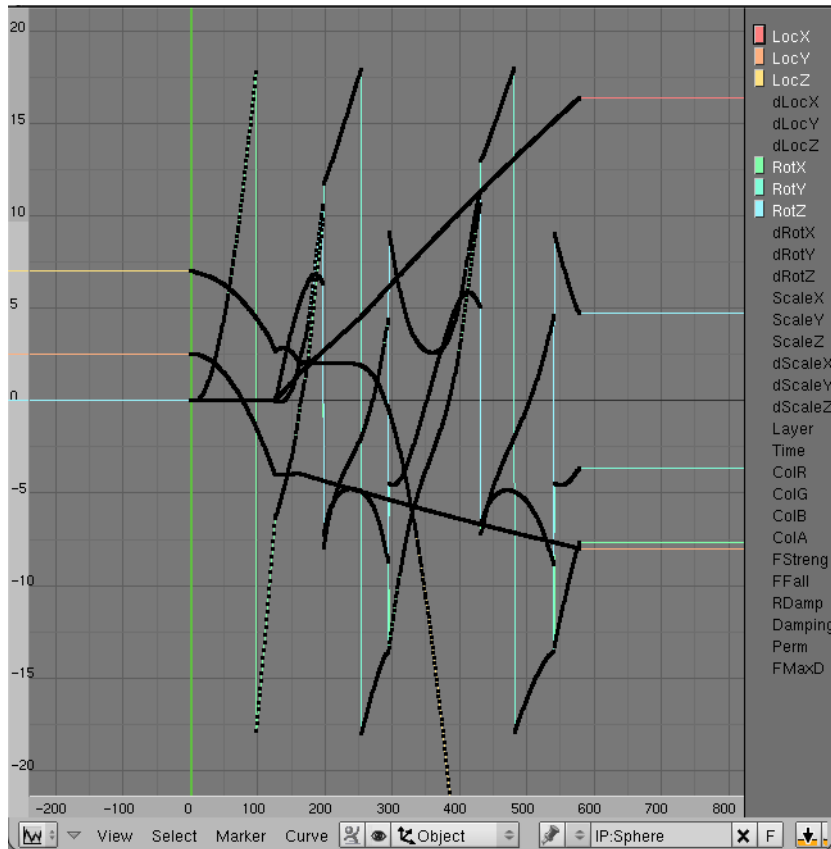 20
15
10
5
0
-5
-10
-15
-20
-200 -100 0 100 200 300 400 500 600 700 800
LocX
LocY
LocZ
dLocX
dLocY
dLocZ
RotX
RotY
RotZ
dRotX
dRotY
dRotZ
ScaleX
ScaleY
ScaleZ
dScaleX
dScaleY
dScaleZ
Layer
Time
ColR
ColG
ColB
ColA
FStreng
FFall
RDamp
Damping
Perm
FMaxD
View Select Marker Curve Object IP:Sphere X F